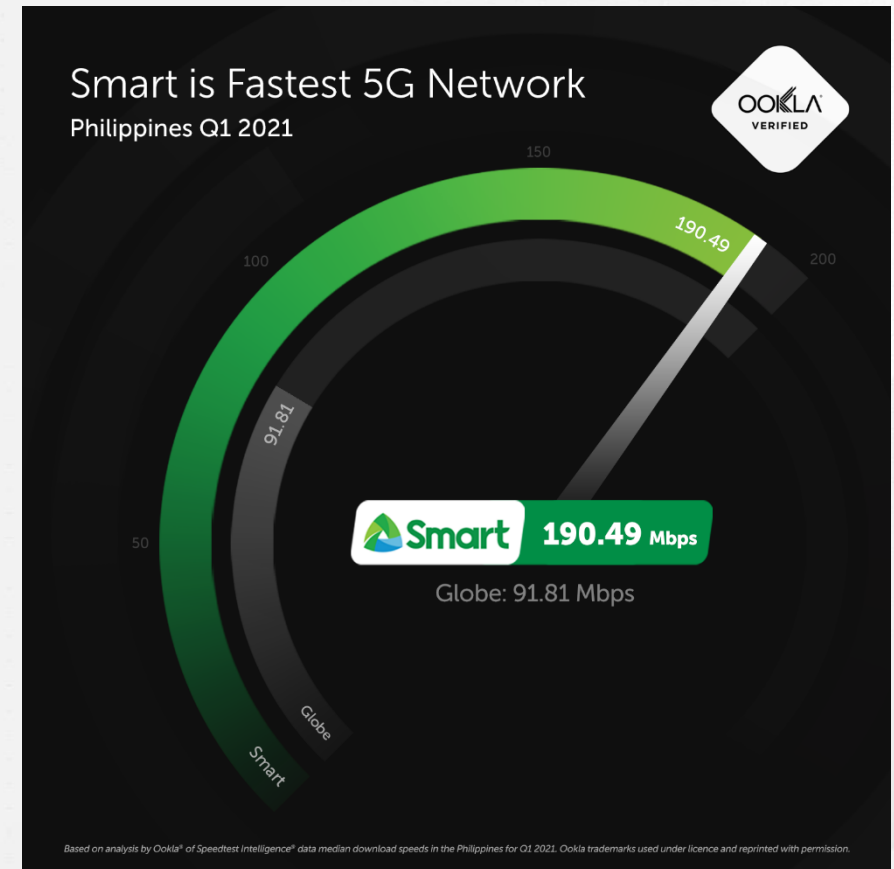 Smart is Fastest 5G Network
Philippines Q1 2021
OOKLA
VERIFIED
150
190.49
200
100
91.81
50
Smart 190.49 Mbps
Globe: 91.81 Mbps
Globe
Smart
Based on analysis by Ookla® of Speedtest Intelligence® data median download speeds in the Philippines for Q1 2021. Ookla trademarks used under licence and reprinted with permission.